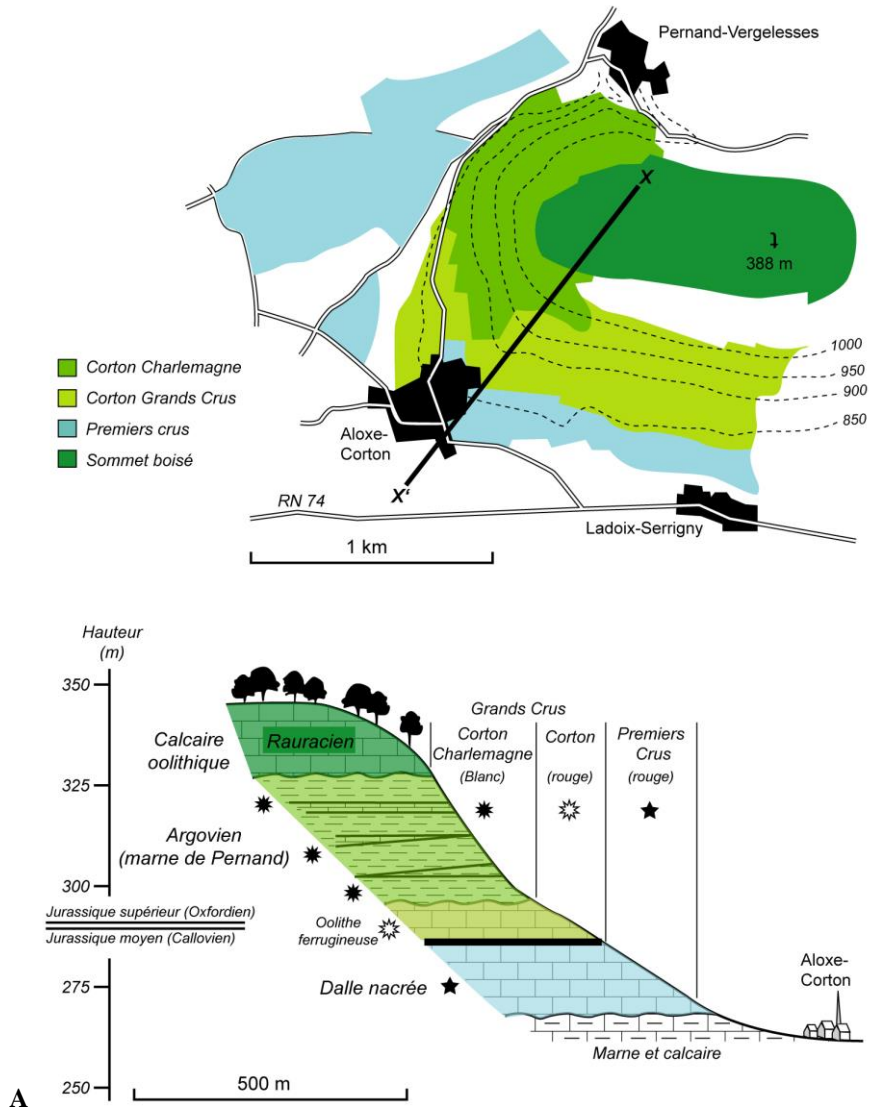 Pernand-Vergelesses
X
388 m
1000
950
900
850
Corton Charlemagne
Corton Grands Crus
Premiers crus
Sommet boisé
Aloxe-
Corton
X'
RN 74
Ladoix-Serrigny
1 km
Hauteur
(m)
350
325
300
275
250
Grands Crus
Corton
Charlemagne
(Blanc)
Corton
(rouge)
Premiers
Crus
(rouge)
Calcaire
oolithique
Rauracien
Argovien
(marne de Pernand)
Jurassique supérieur (Oxfordien)
Jurassique moyen (Callovien)
Oolithe
ferrugineuse
Dalle nacrée
Aloxe-
Corton
Marne et calcaire
500 m
A